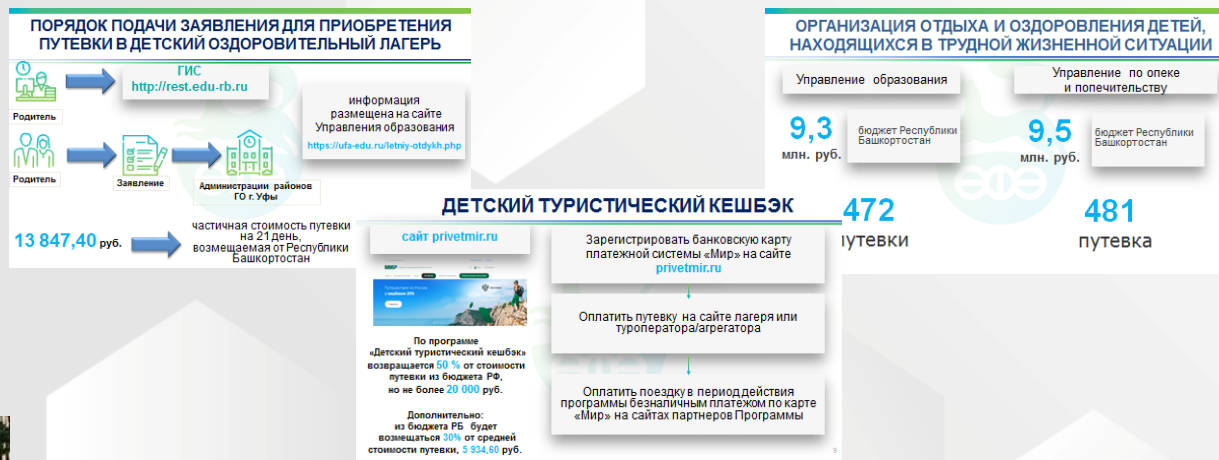 ПОРЯДОК ПОДАЧИ ЗАЯВЛЕНИЯ ДЛЯ ПРИОБРЕТЕНИЯ
ПУТЕВКИ В ДЕТСКИЙ ОЗДОРОВИТЕЛЬНЫЙ ЛАГЕРЬ
ГИС
http://rest.edu-rb.ru
Родитель
информация
размещена на сайте
Управления образования
https://ufa-edu.ru/letniy-otdykh.php
Родитель
Заявление
Администрации районов
ГО г. Уфы
13 847,40 руб.
частичная стоимость путевки
на 21 день,
возмещаемая от Республики
Башкортостан
ОРГАНИЗАЦИЯ ОТДЫХА И ОЗДОРОВЛЕНИЯ ДЕТЕЙ,
НАХОДЯЩИХСЯ В ТРУДНОЙ ЖИЗНЕННОЙ СИТУАЦИИ
Управление образования
Управление по опеке
и попечительству
9,3
млн. руб.
бюджет Республики
Башкортостан
9,5
млн. руб.
бюджет Республики
Башкортостан
472
путевки
481
путевка
ДЕТСКИЙ ТУРИСТИЧЕСКИЙ КЕШБЭК
сайт privetmir.ru
МИР
По программе
«Детский туристический кешбэк»
возвращается 50 % от стоимости
путевки из бюджета РФ,
но не более 20 000 руб.
Дополнительно:
из бюджета РБ будет
возмещаться 30% от средней
стоимости путевки, 5 934,60 руб.
Зарегистрировать банковскую карту
платежной системы «Мир» на сайте
privetmir.ru
Оплатить путевку на сайте лагеря или
туроператора/агрегатора
Оплатить поездку в период действия
программы безналичным платежом по карте
«Мир» на сайтах партнеров Программы
9